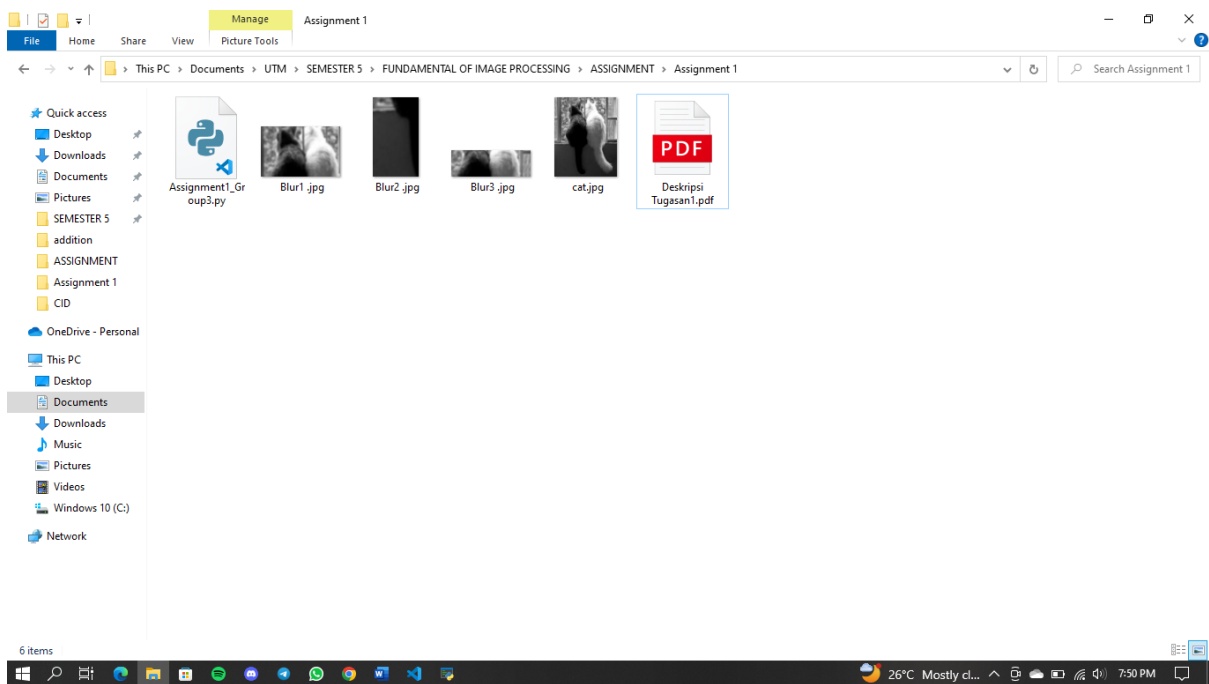 Manage
Assignment 1
File
Home
Share
View
Picture Tools
This PC > Documents > UTM > SEMESTER 5 > FUNDAMENTAL OF IMAGE PROCESSING > ASSIGNMENT > Assignment 1
Search Assignment 1
Quick access
Desktop
Downloads
Documents
Pictures
SEMESTER 5
addition
ASSIGNMENT
Assignment 1
CID
OneDrive - Personal
This PC
Desktop
Documents
Downloads
Music
Pictures
Videos
Windows 10 (C:)
Network
Assignment1_Gr
oup3.py
Blur1 .jpg
Blur2 .jpg
Blur3 .jpg
cat.jpg
PDF
Deskripsi
Tugasan1.pdf
6 items
26°C Mostly cl...
7:50 PM